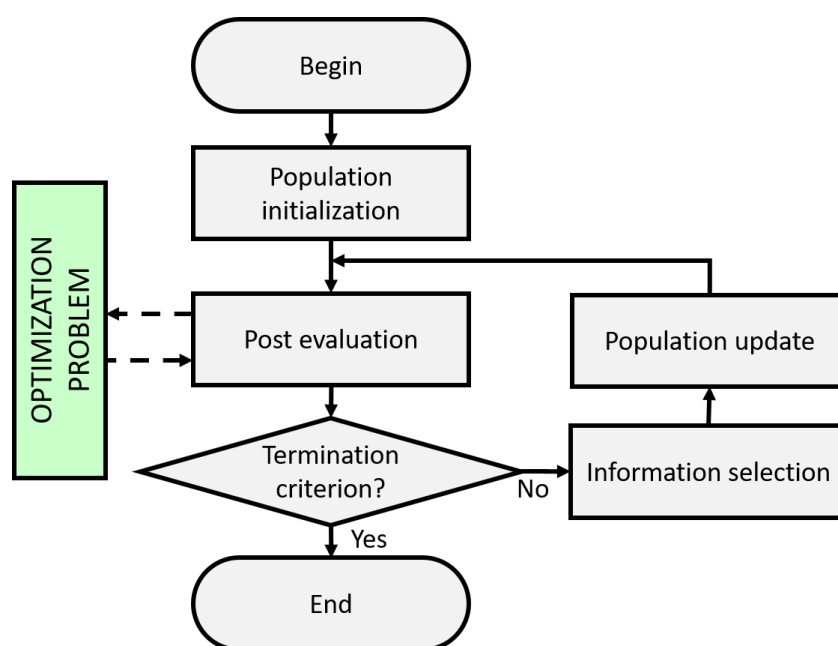 Begin
Population
initialization
OPTIMIZATION
PROBLEM
Post evaluation
Population update
Termination
criterion?
No
Information selection
Yes
End